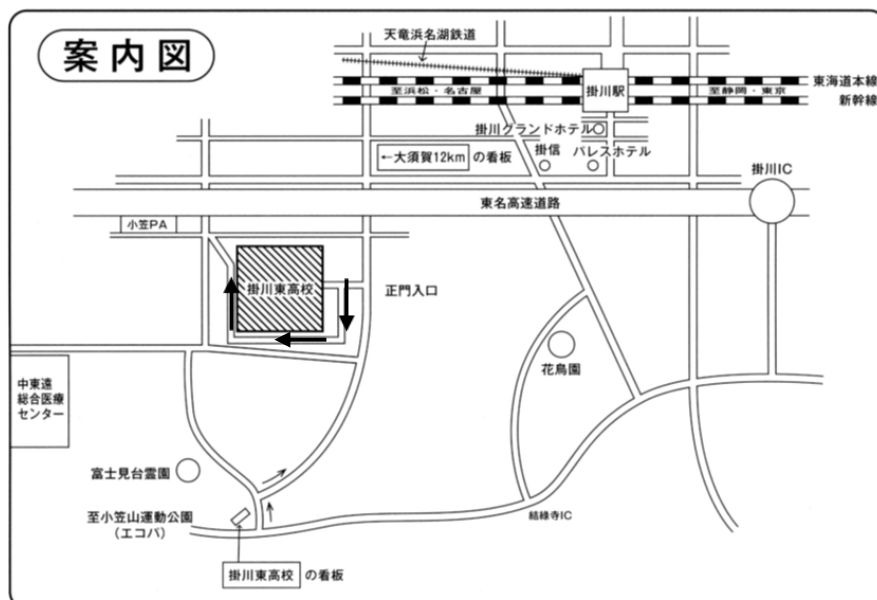 案内図
天竜浜名湖鉄道
東海道本線
至浜松・名古屋
掛川駅
至静岡・東京
新幹線
掛川グランドホテル
←大須賀12km の看板
掛信
パレスホテル
掛川IC
東名高速道路
小笠PA
掛川東高校
正門入口
花鳥園
中東遠
総合医療
センター
富士見台霊園
至小笠山運動公園
(エコパ)
結縁寺IC
掛川東高校 の看板